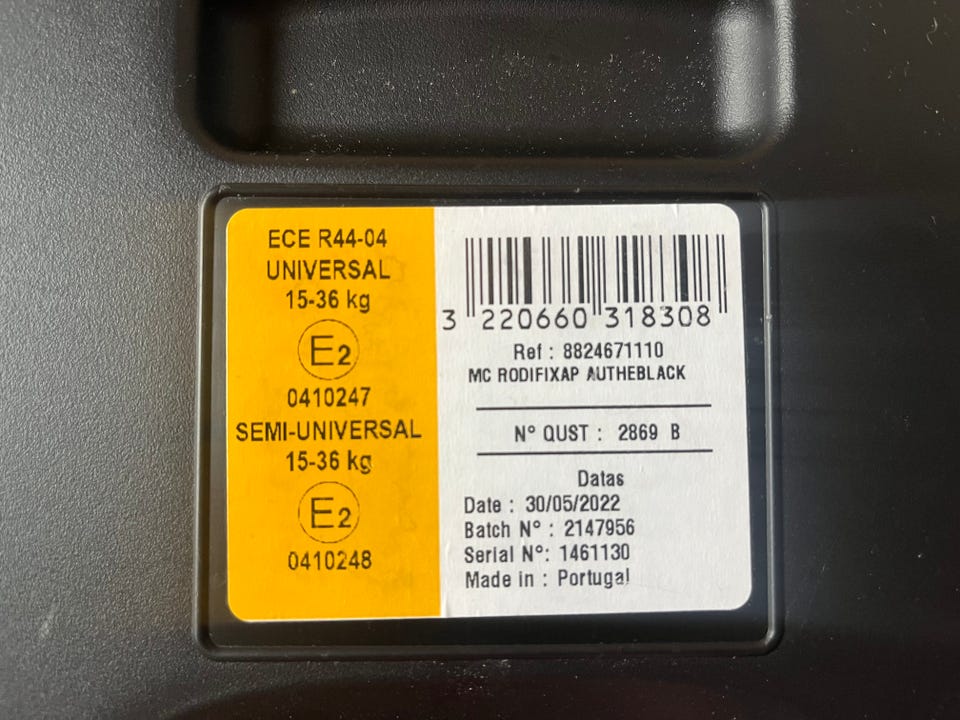 ECE R44-04
UNIVERSAL
15-36 kg
E2
0410247
SEMI-UNIVERSAL
15-36 kg
E2
0410248
3 220660 318308
Ref : 8824671110
MC RODIFIXAP AUTHEBLACK
N° QUST : 2869 B
Datas
Date : 30/05/2022
Batch N° : 2147956
Serial N°: 1461130
Made in : Portugal